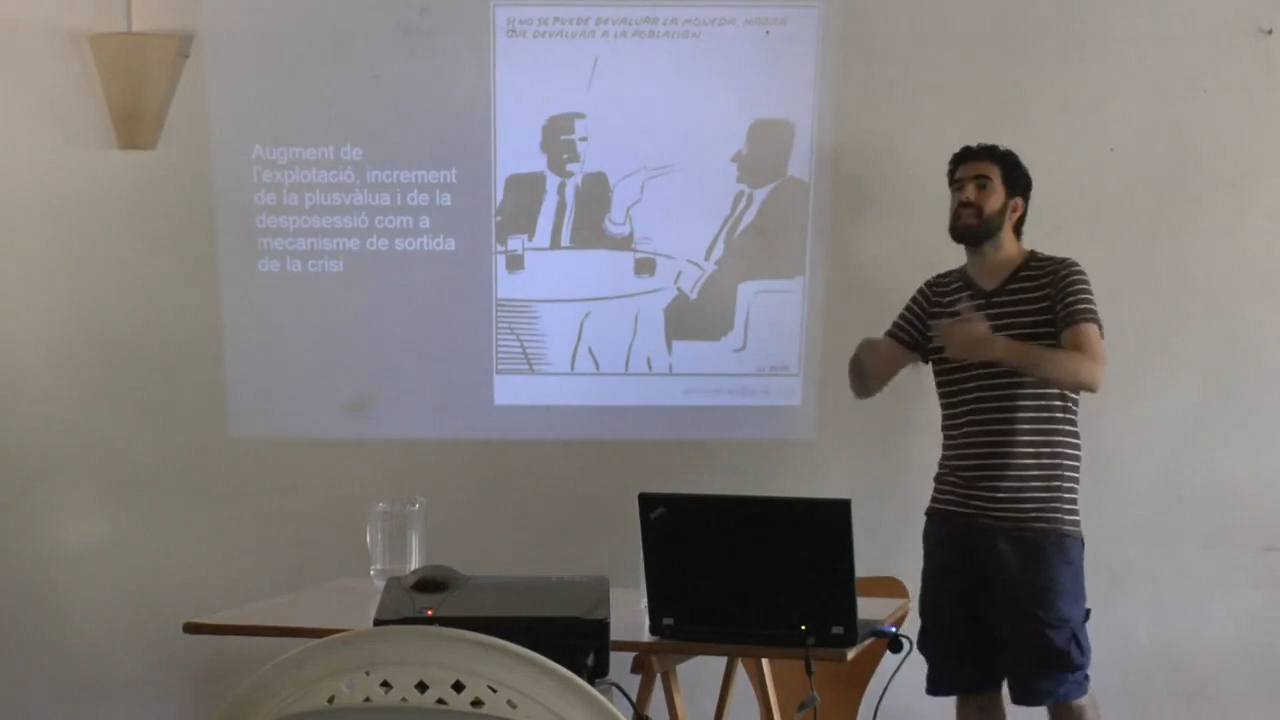 SI NO SE PUEDE DEVALUAR LA MONEDA, HABRÁ
QUE DEVALUAR A LA POBLACIÓN
Augment de
l'explotació, increment
de la plusvàlua i de la
desposessió com a
mecanisme de sortida
de la crisi